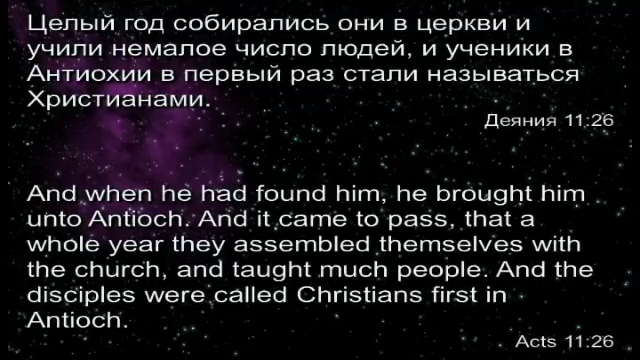 Целый год собирались они в церкви и
учили немалое число людей, и ученики в
Антиохии в первый раз стали называться
Христианами.
Деяния 11:26
And when he had found him, he brought him
unto Antioch. And it came to pass, that a
whole year they assembled themselves with
the church, and taught much people. And the
disciples were called Christians first in
Antioch.
Acts 11:26